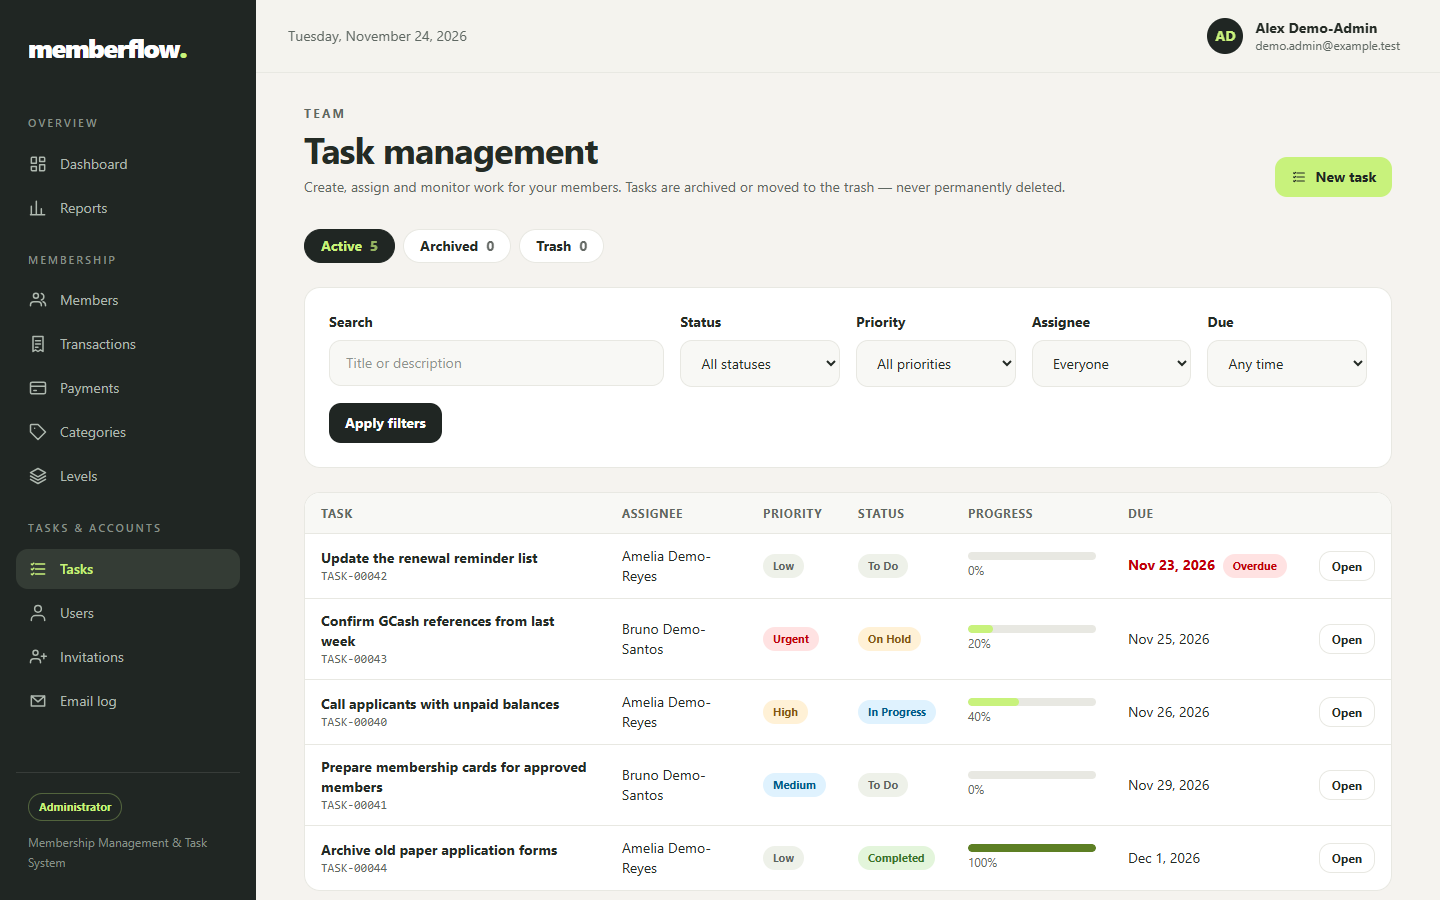 memberflow.
Tuesday, November 24, 2026
AD
Alex Demo-Admin
demo.admin@example.test
OVERVIEW
Dashboard
Reports
MEMBERSHIP
Members
Transactions
Payments
Categories
Levels
TASKS & ACCOUNTS
Tasks
Users
Invitations
Email log
Administrator
Membership Management & Task
System
TEAM
Task management
Create, assign and monitor work for your members. Tasks are archived or moved to the trash — never permanently deleted.
New task
Active 5
Archived 0
Trash 0
Search
Status
Priority
Assignee
Due
Title or description
All statuses
All priorities
Everyone
Any time
Apply filters
TASK ASSIGNEE PRIORITY STATUS PROGRESS DUE
Update the renewal reminder list
TASK-00042
Amelia Demo-
Reyes
Low
To Do
0%
Nov 23, 2026 Overdue
Open
Confirm GCash references from last
week
TASK-00043
Bruno Demo-
Santos
Urgent
On Hold
20%
Nov 25, 2026
Open
Call applicants with unpaid balances
TASK-00040
Amelia Demo-
Reyes
High
In Progress
40%
Nov 26, 2026
Open
Prepare membership cards for approved
members
TASK-00041
Bruno Demo-
Santos
Medium
To Do
0%
Nov 29, 2026
Open
Archive old paper application forms
TASK-00044
Amelia Demo-
Reyes
Low
Completed
100%
Dec 1, 2026
Open